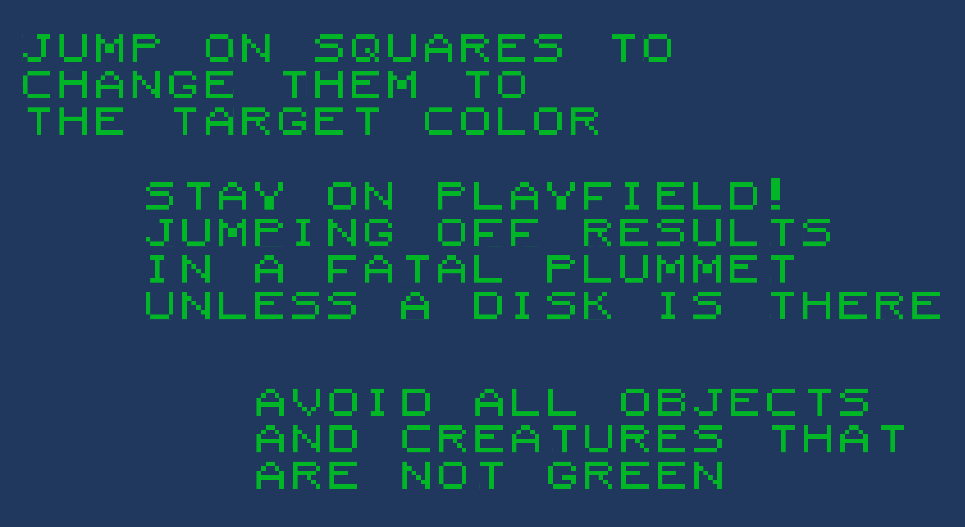 JUMP ON SQUARES TO
CHANGE THEM TO
THE TARGET COLOR
STAY ON PLAYFIELD!
JUMPING OFF RESULTS
IN A FATAL PLUMMET
UNLESS A DISK IS THERE
AVOID ALL OBJECTS
AND CREATURES THAT
ARE NOT GREEN